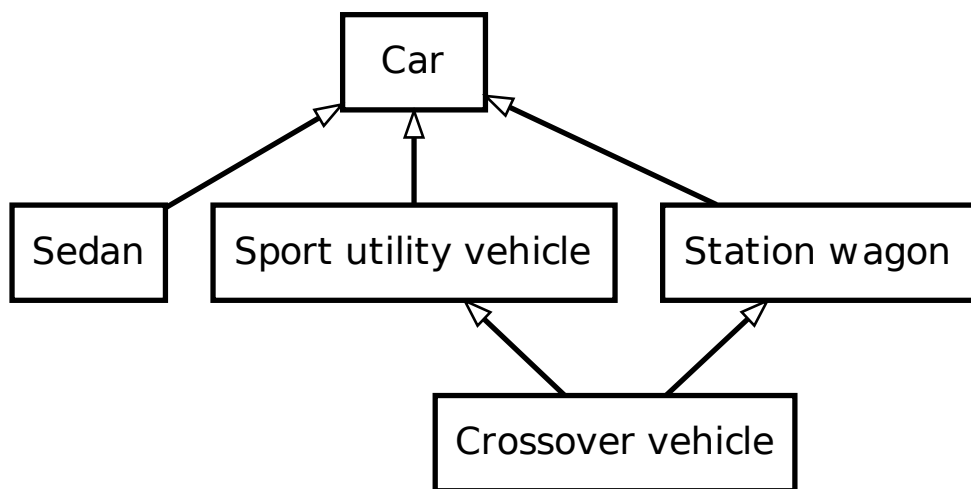 Car
Sedan
Sport utility vehicle
Station wagon
Crossover vehicle